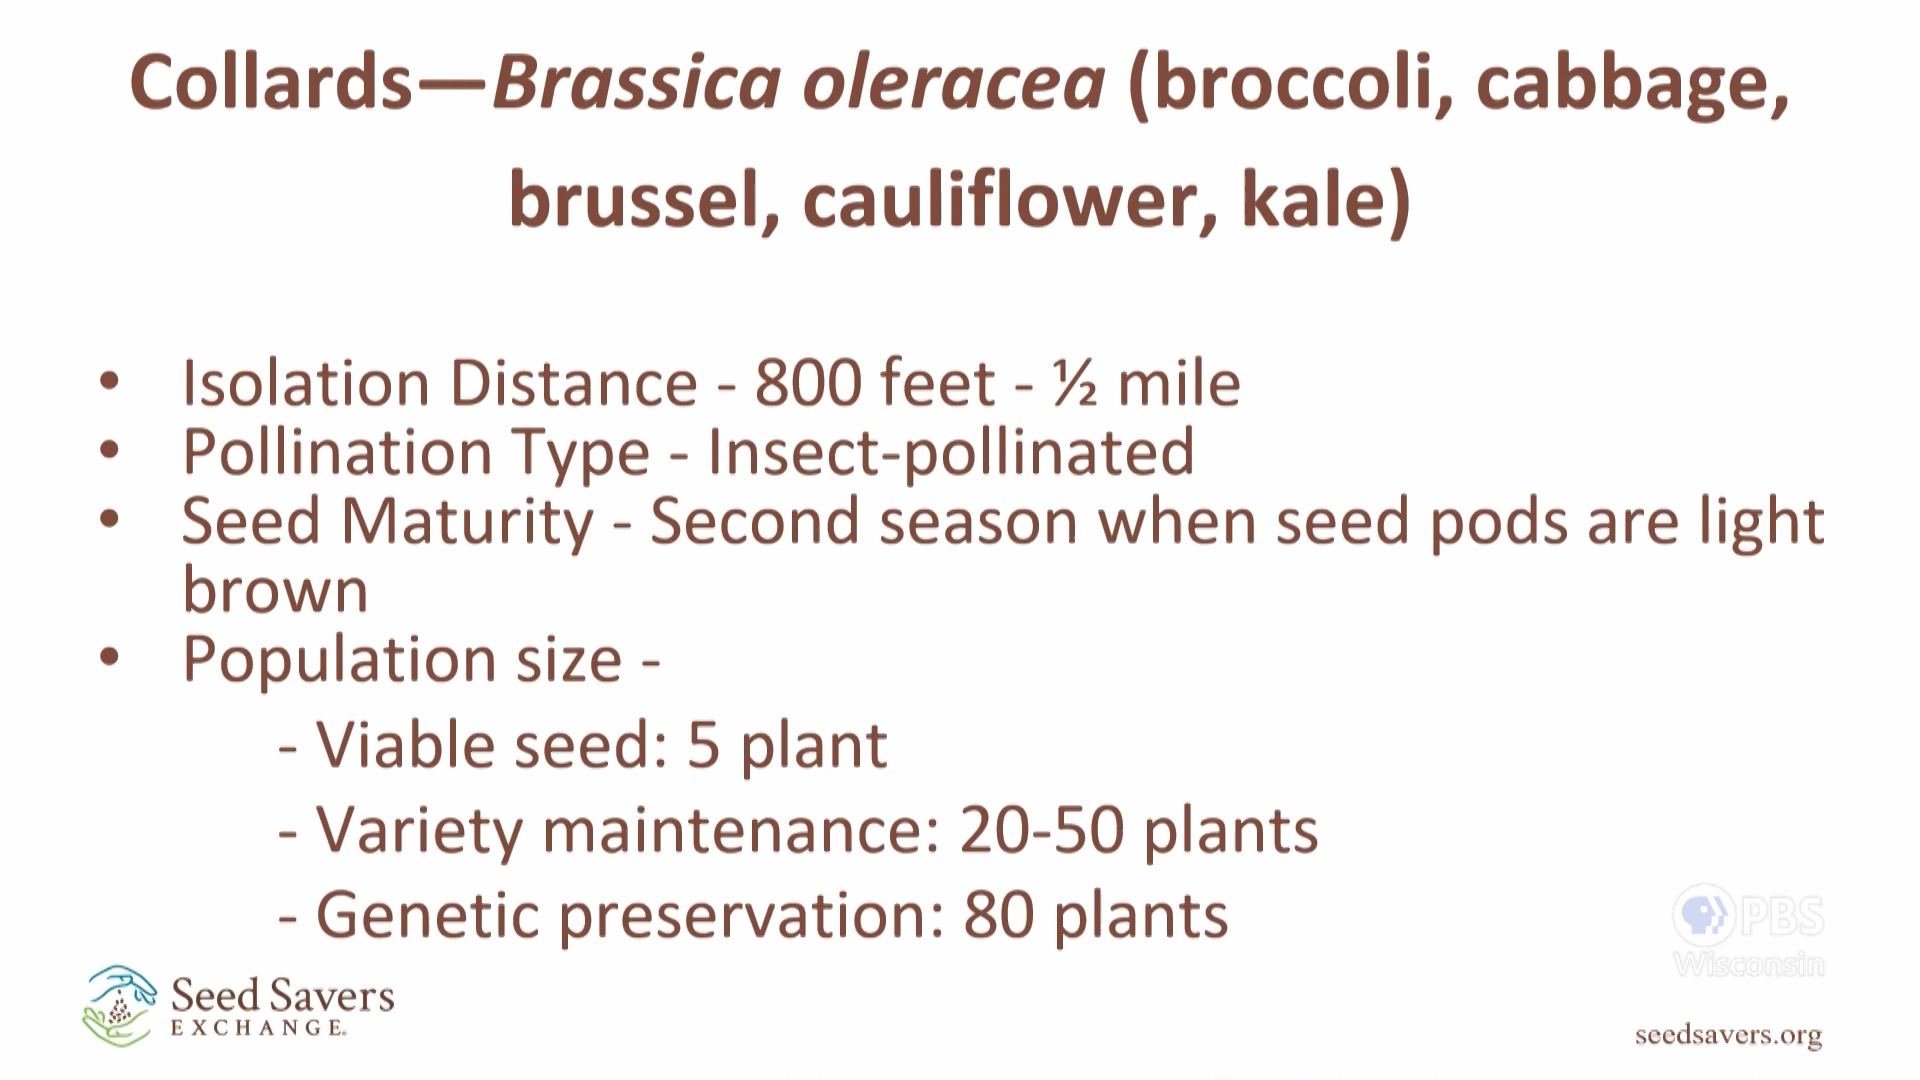 Collards—Brassica oleracea (broccoli, cabbage,
brussel, cauliflower, kale)
• Isolation Distance - 800 feet - ½ mile
• Pollination Type - Insect-pollinated
• Seed Maturity - Second season when seed pods are light
brown
• Population size -
- Viable seed: 5 plant
- Variety maintenance: 20-50 plants
- Genetic preservation: 80 plants
PBS
Wisconsin
Seed Savers
EXCHANGE.
seedsavers.org